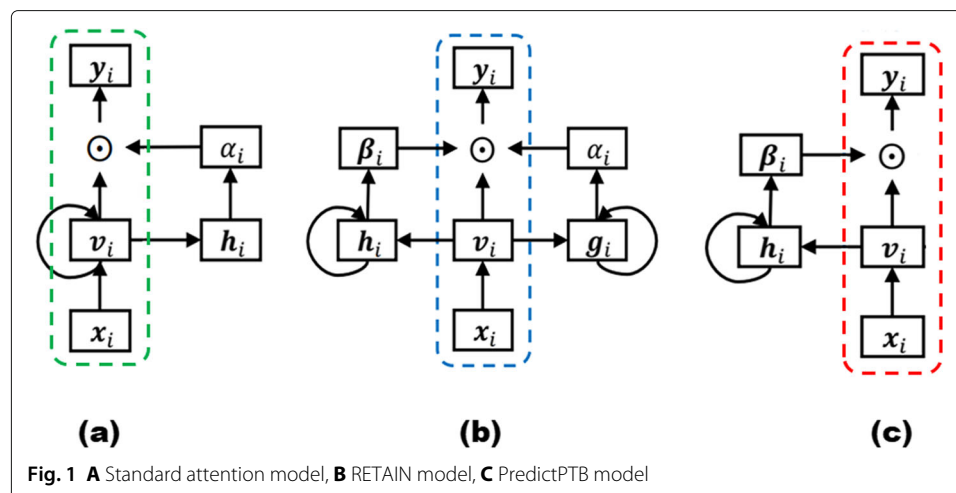 yᵢ yᵢ yᵢ
⊙ αᵢ βᵢ ⊙ αᵢ βᵢ ⊙
vᵢ hᵢ hᵢ vᵢ gᵢ hᵢ vᵢ
xᵢ xᵢ xᵢ
(a) (b) (c)
Fig. 1 A Standard attention model, B RETAIN model, C PredictPTB model